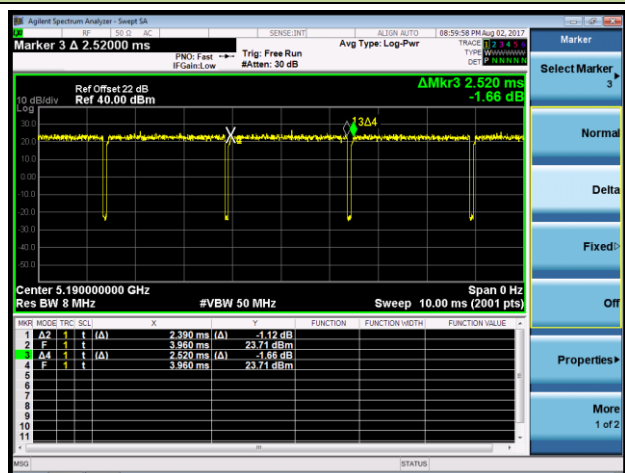 Agilent Spectrum Analyzer - Swept SA
RF 50 Ω AC SENSE:INT ALIGN AUTO 08:59:58 PM Aug 02, 2017
Marker 3 Δ 2.52000 ms
PNO: Fast
IFGain:Low
Trig: Free Run
#Atten: 30 dB
Avg Type: Log-Pwr
TRACE 1 2 3 4 5 6
TYPE
DET P N N N N N
Ref Offset 22 dB
Ref 40.00 dBm
10 dB/div
Log
ΔMkr3 2.520 ms
-1.66 dB
30.0
20.0
10.0
0.00
-10.0
-20.0
-30.0
-40.0
-50.0
13Δ4
Center 5.190000000 GHz Span 0 Hz
Res BW 8 MHz #VBW 50 MHz Sweep 10.00 ms (2001 pts)
MKR MODE TRC SCL X Y FUNCTION FUNCTION WIDTH FUNCTION VALUE
1 Δ2 1 t (Δ) 2.390 ms (Δ) -1.12 dB
2 F 1 t 3.960 ms 23.71 dBm
3 Δ4 1 t (Δ) 2.520 ms (Δ) -1.66 dB
4 F 1 t 3.960 ms 23.71 dBm
5
6
7
8
9
10
11
MSG STATUS
Marker
Select Marker
3
Normal
Delta
Fixed
Off
Properties
More
1 of 2